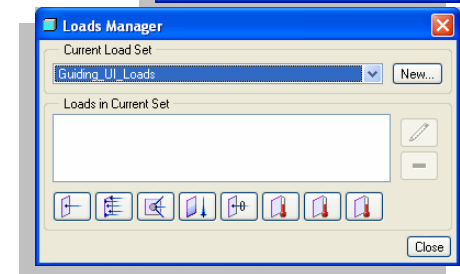 Loads Manager
Current Load Set
Guiding_UI_Loads
New...
Loads in Current Set
Close